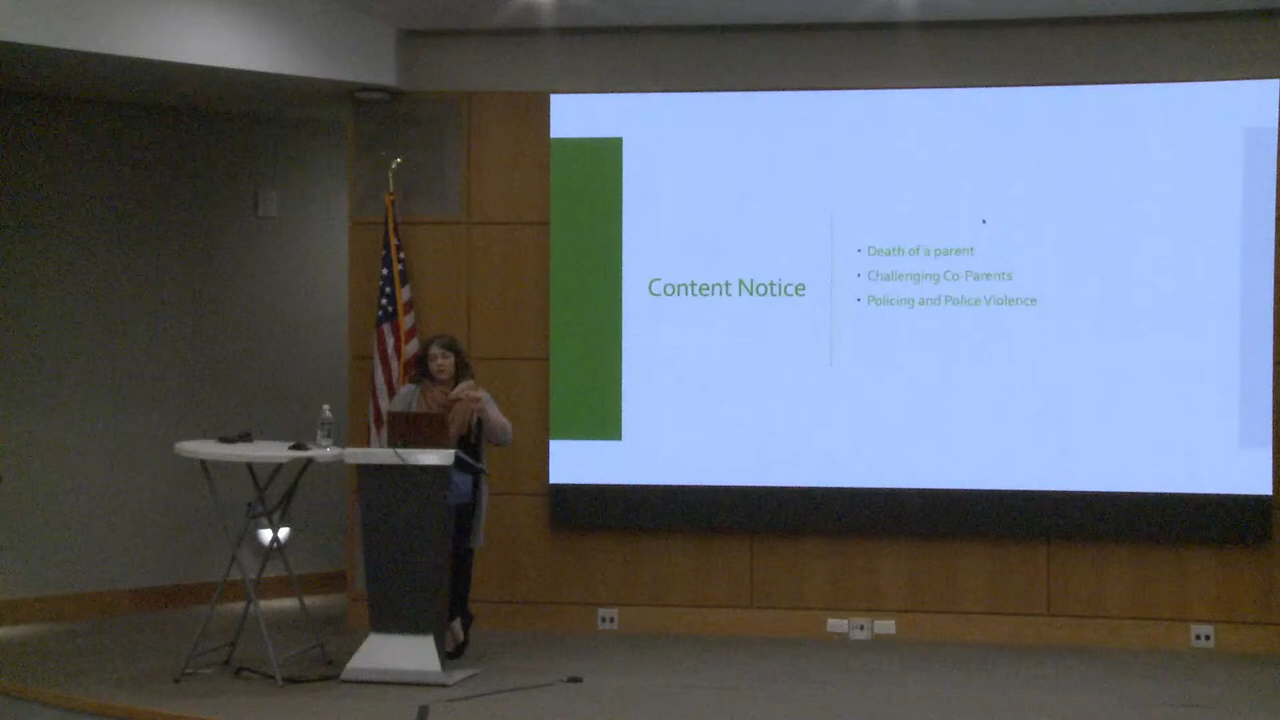 Content Notice
• Death of a parent
• Challenging Co-Parents
• Policing and Police Violence